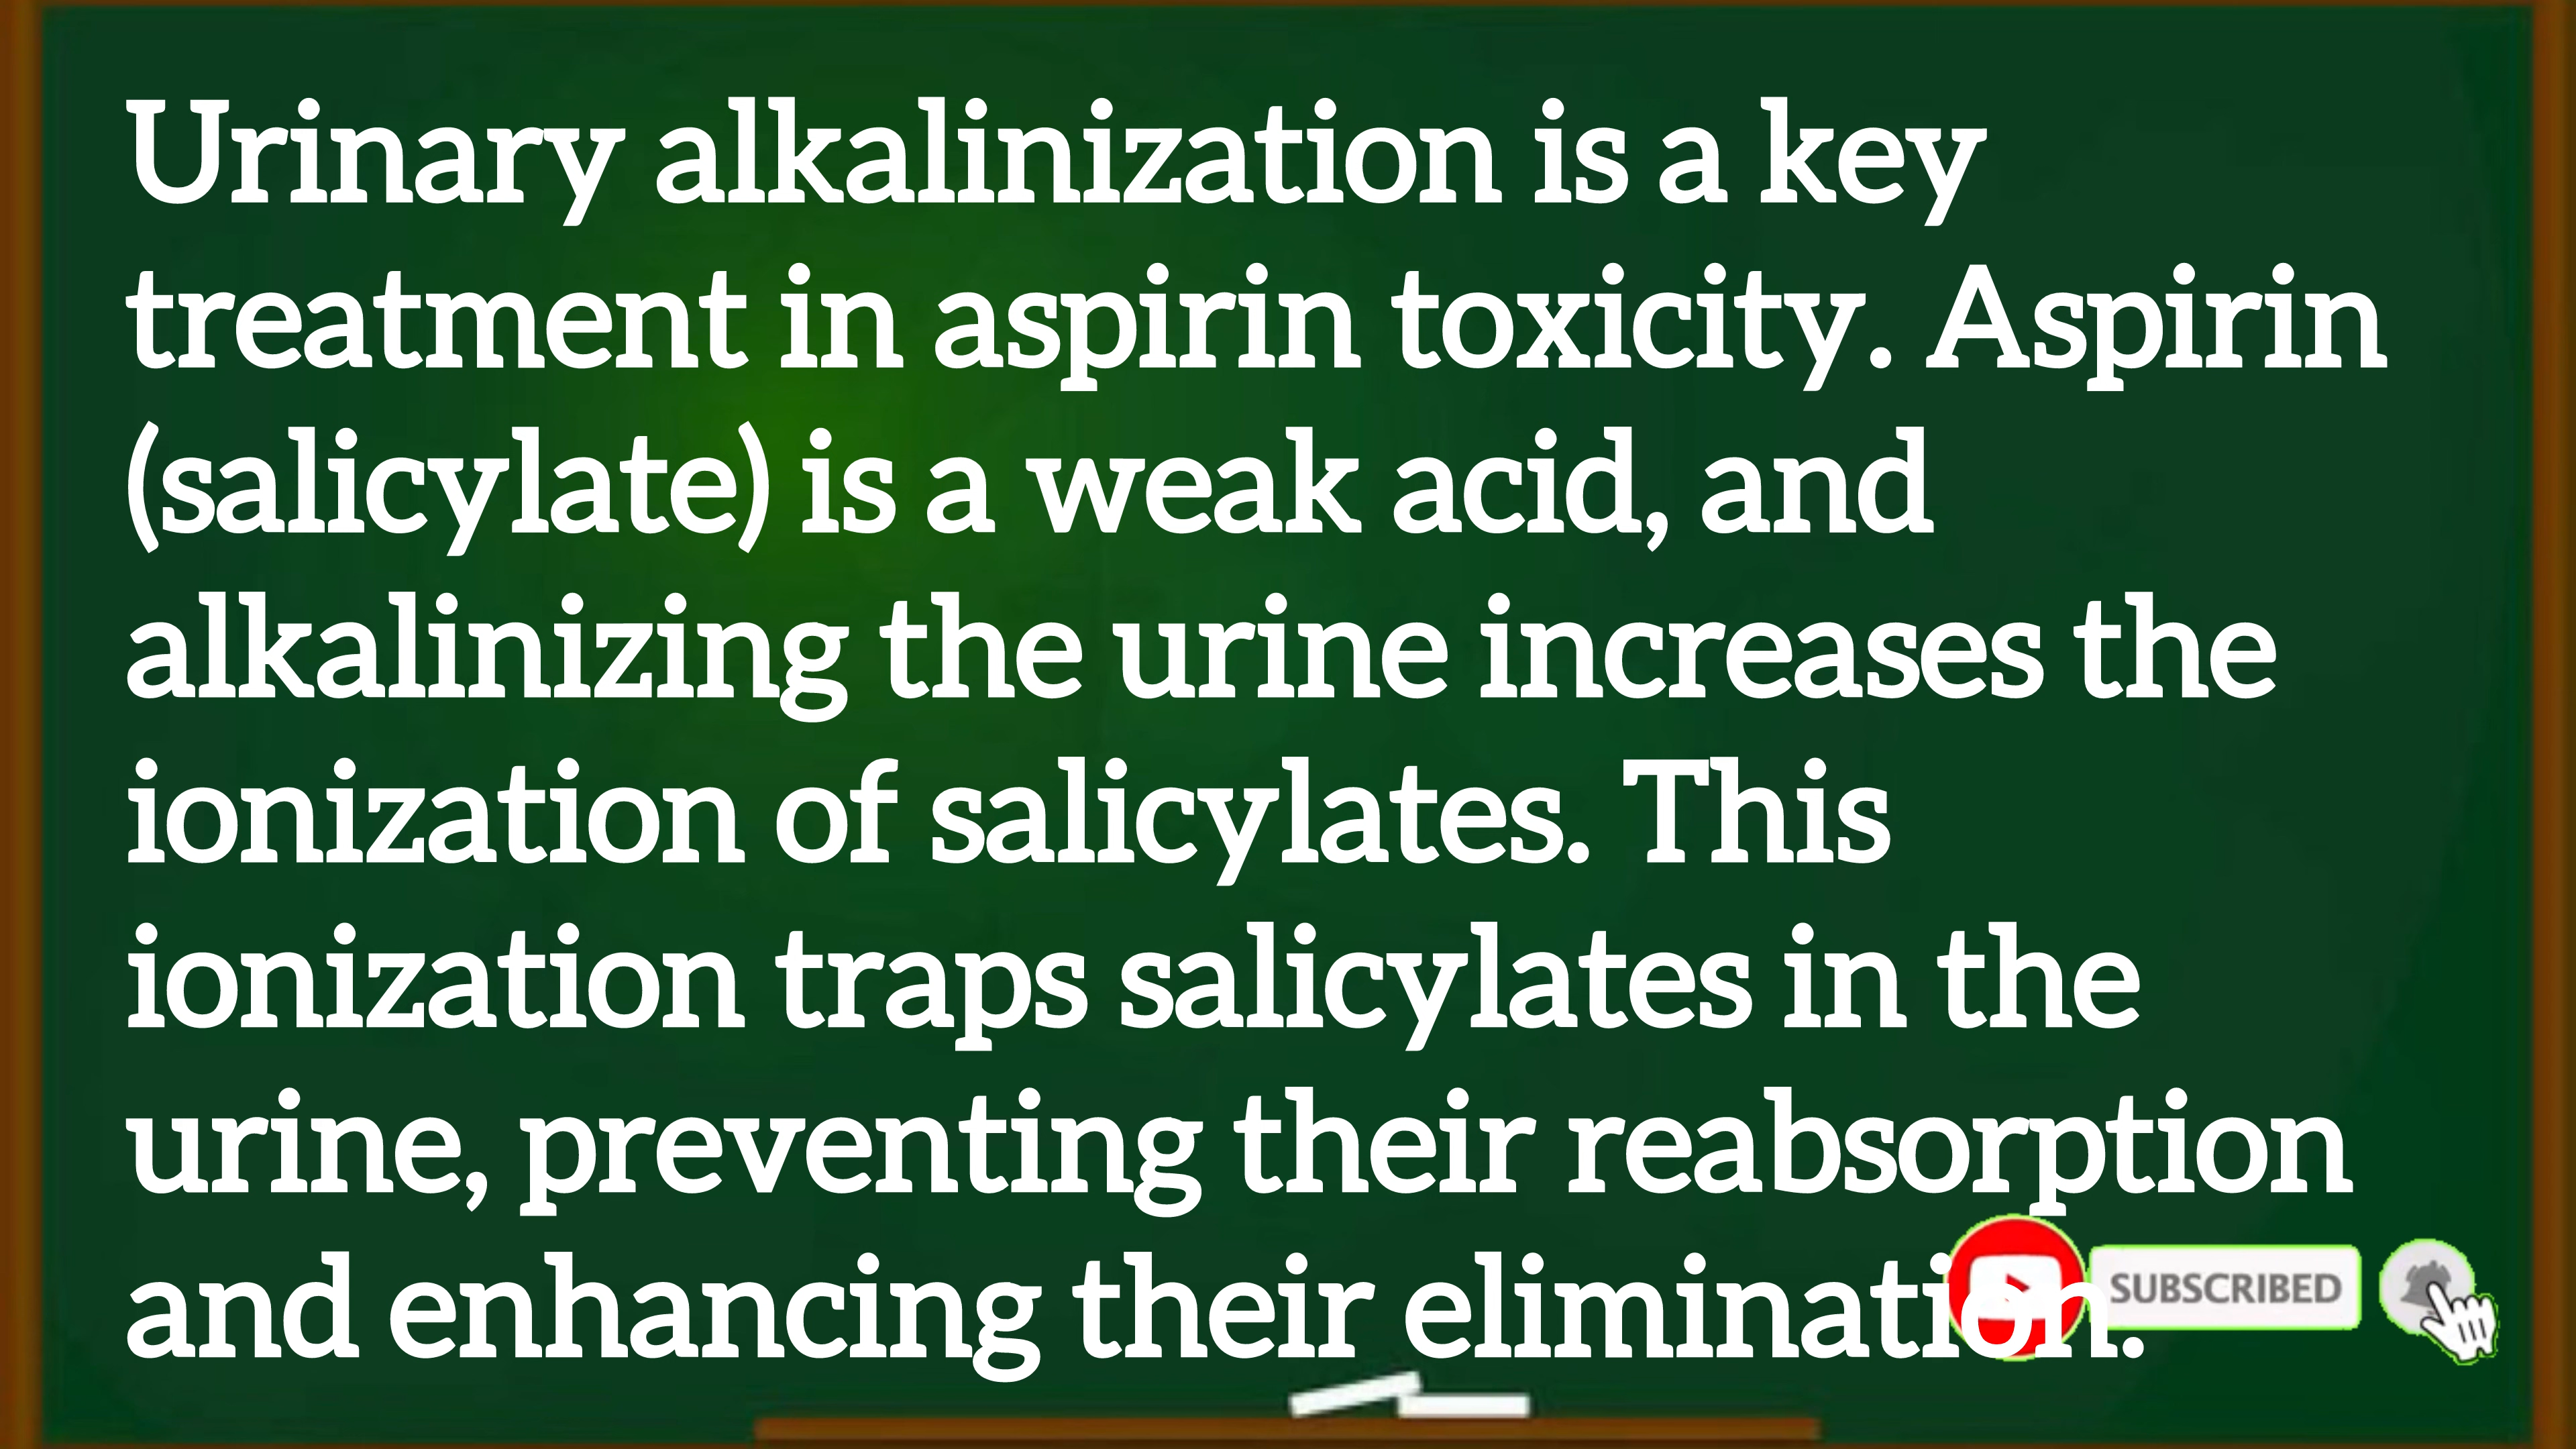 Urinary alkalinization is a key
treatment in aspirin toxicity. Aspirin
(salicylate) is a weak acid, and
alkalinizing the urine increases the
ionization of salicylates. This
ionization traps salicylates in the
urine, preventing their reabsorption
and enhancing their elimination.
SUBSCRIBED